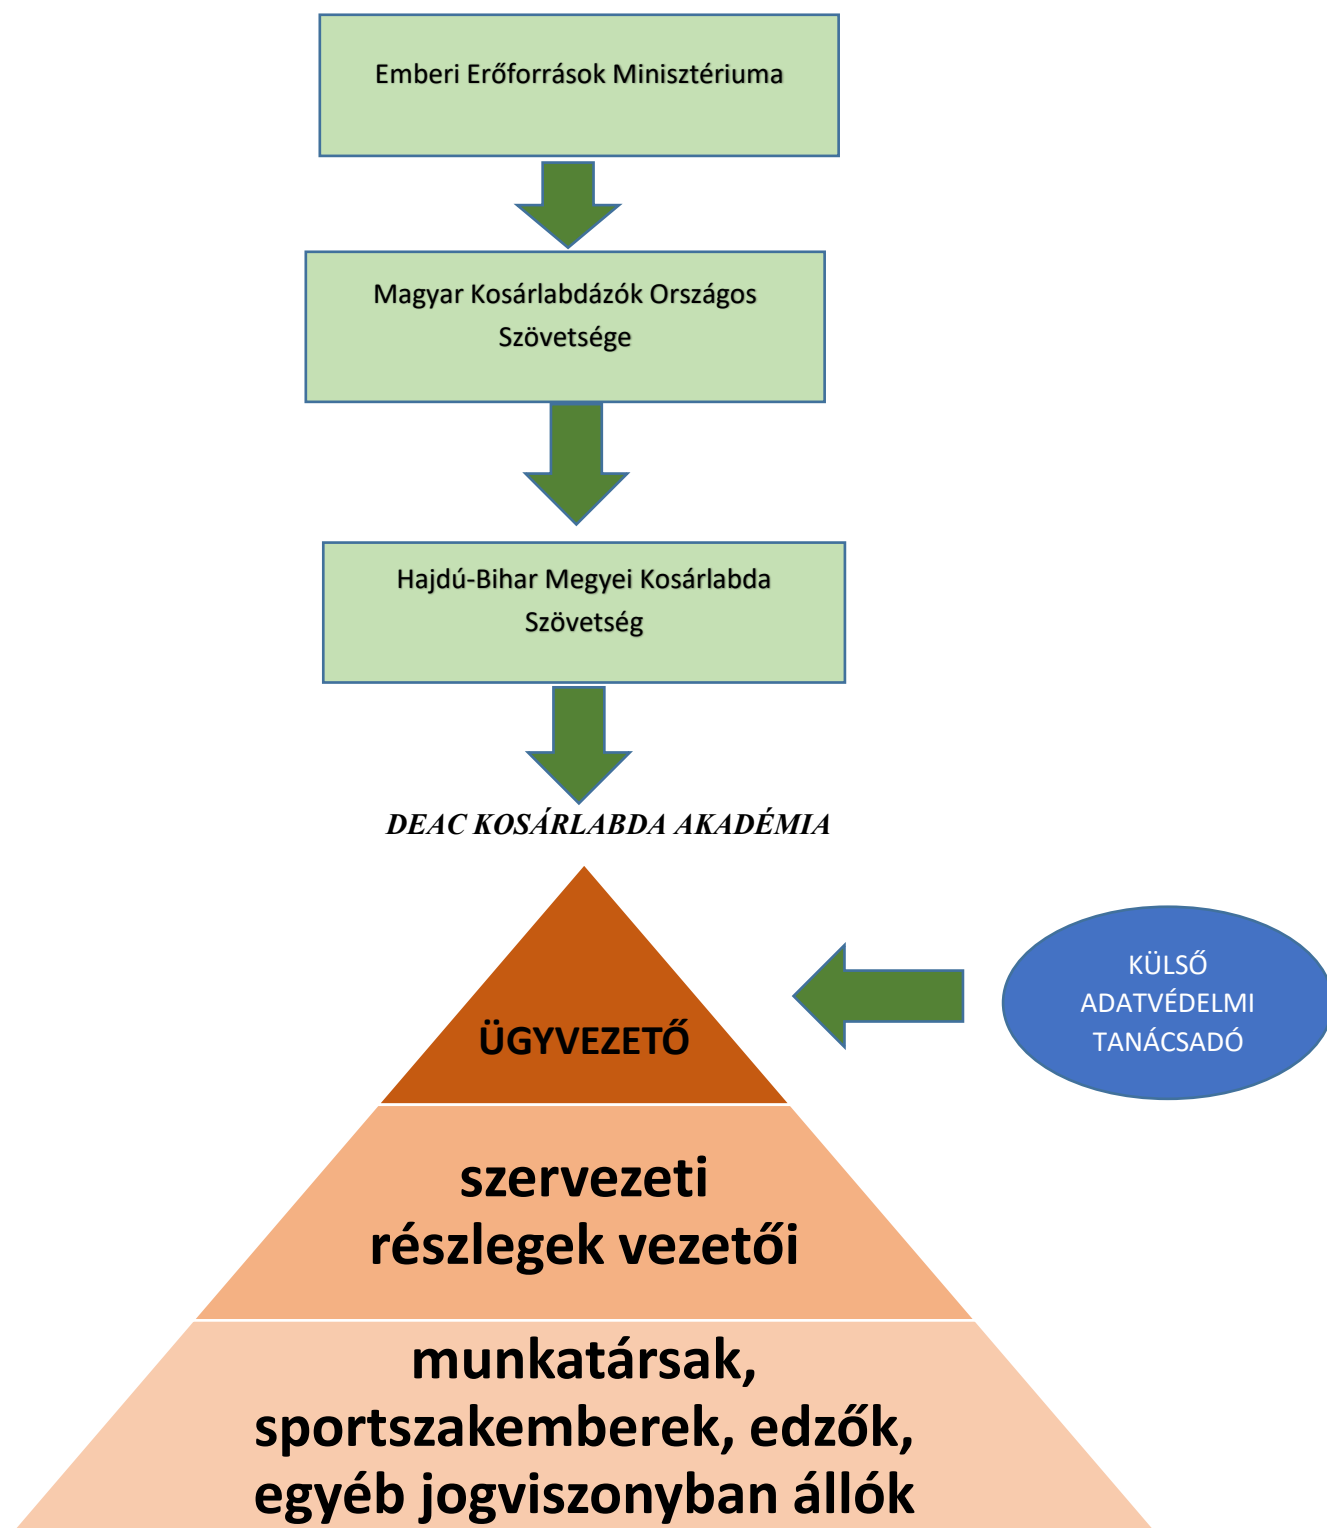 Emberi Erőforrások Minisztériuma
Magyar Kosárlabdázók Országos
Szövetsége
Hajdú-Bihar Megyei Kosárlabda
Szövetség
DEAC KOSÁRLABDA AKADÉMIA
ÜGYVEZETŐ
KÜLSŐ
ADATVÉDELMI
TANÁCSADÓ
szervezeti
részlegek vezetői
munkatársak,
sportszakemberek, edzők,
egyéb jogviszonyban állók